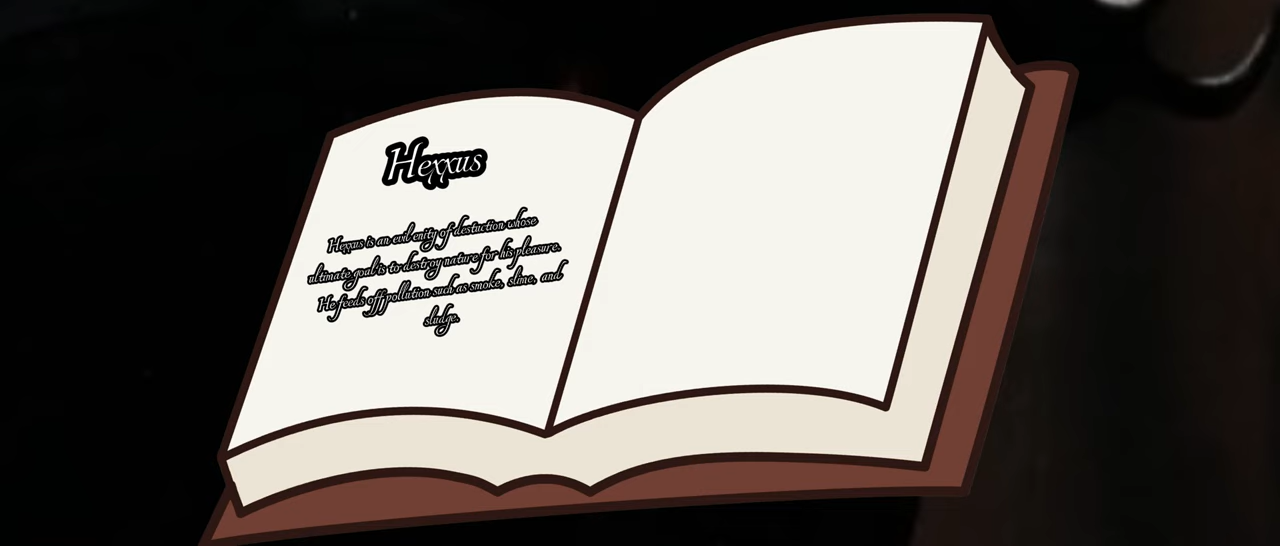 Hexxus
Hexxus is an evil enity of destuction whose
ultimate goal is to destroy nature for his pleasure.
He feeds off pollution such as smoke, slime, and
sludge.